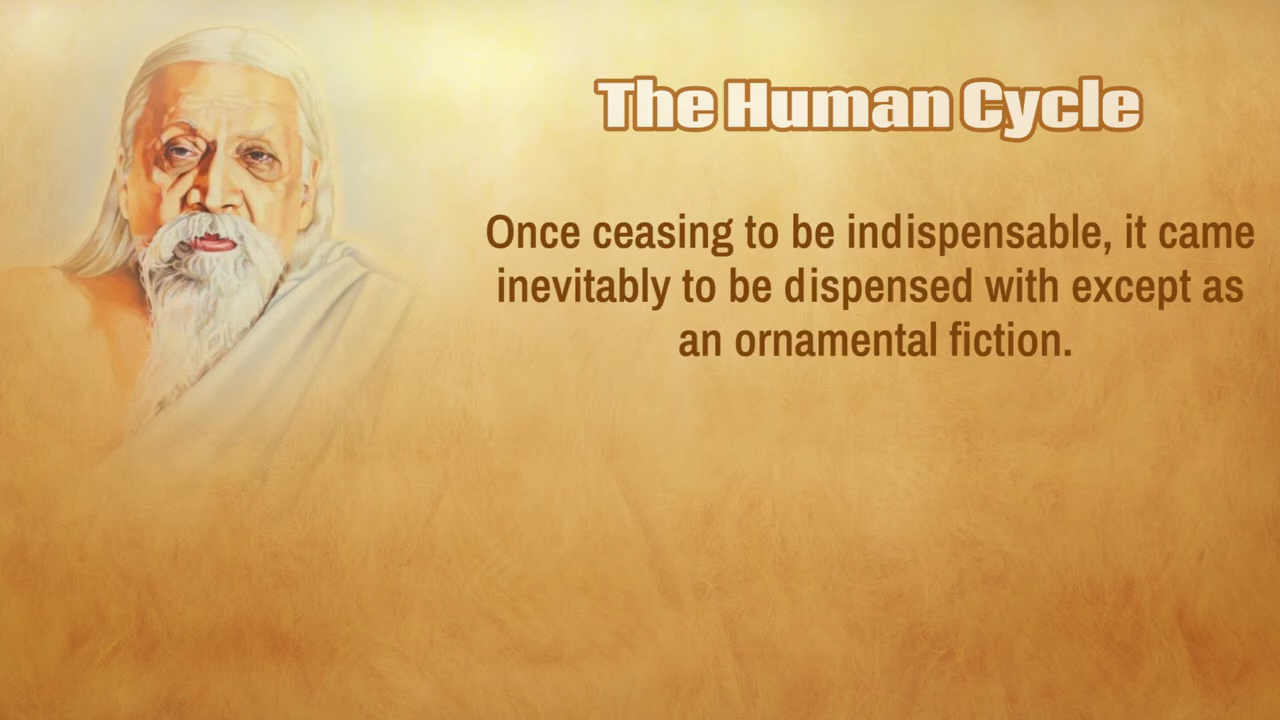 The Human Cycle
Once ceasing to be indispensable, it came
inevitably to be dispensed with except as
an ornamental fiction.